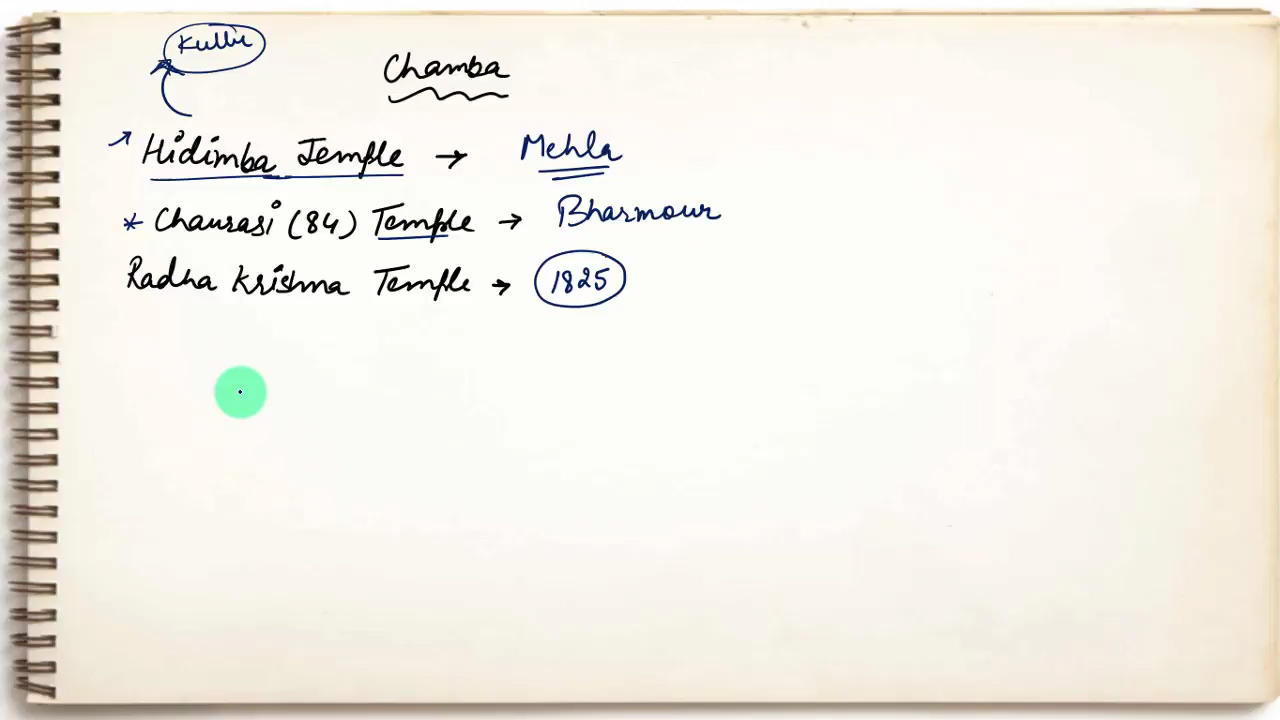 Kullu
Chamba
Hidimba Temple → Mehla
* Chaurasi (84) Temple → Bharmour
Radha Krishna Temple → 1825